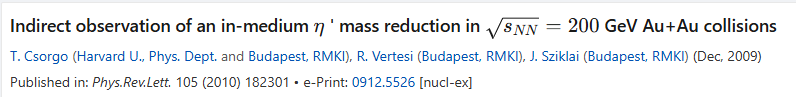 Indirect observation of an in-medium η ' mass reduction in √sNN = 200 GeV Au+Au collisions
T. Csorgo (Harvard U., Phys. Dept. and Budapest, RMKI), R. Vertesi (Budapest, RMKI), J. Sziklai (Budapest, RMKI) (Dec, 2009)
Published in: Phys.Rev.Lett. 105 (2010) 182301 • e-Print: 0912.5526 [nucl-ex]